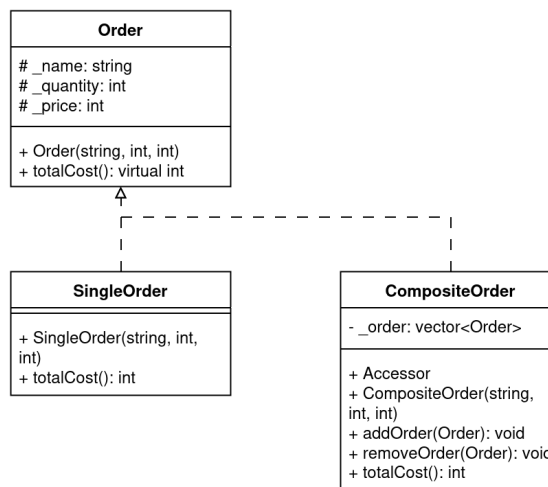 Order
# _name: string
# _quantity: int
# _price: int
+ Order(string, int, int)
+ totalCost(): virtual int
SingleOrder
+ SingleOrder(string, int,
int)
+ totalCost(): int
CompositeOrder
- _order: vector<Order>
+ Accessor
+ CompositeOrder(string,
int, int)
+ addOrder(Order): void
+ removeOrder(Order): void
+ totalCost(): int